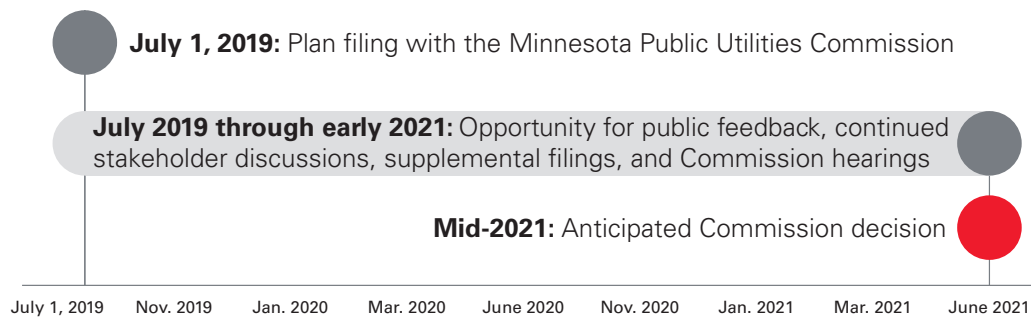 July 1, 2019: Plan filing with the Minnesota Public Utilities Commission
July 2019 through early 2021: Opportunity for public feedback, continued
stakeholder discussions, supplemental filings, and Commission hearings
Mid-2021: Anticipated Commission decision
July 1, 2019 Nov. 2019 Jan. 2020 Mar. 2020 June 2020 Nov. 2020 Jan. 2021 Mar. 2021 June 2021